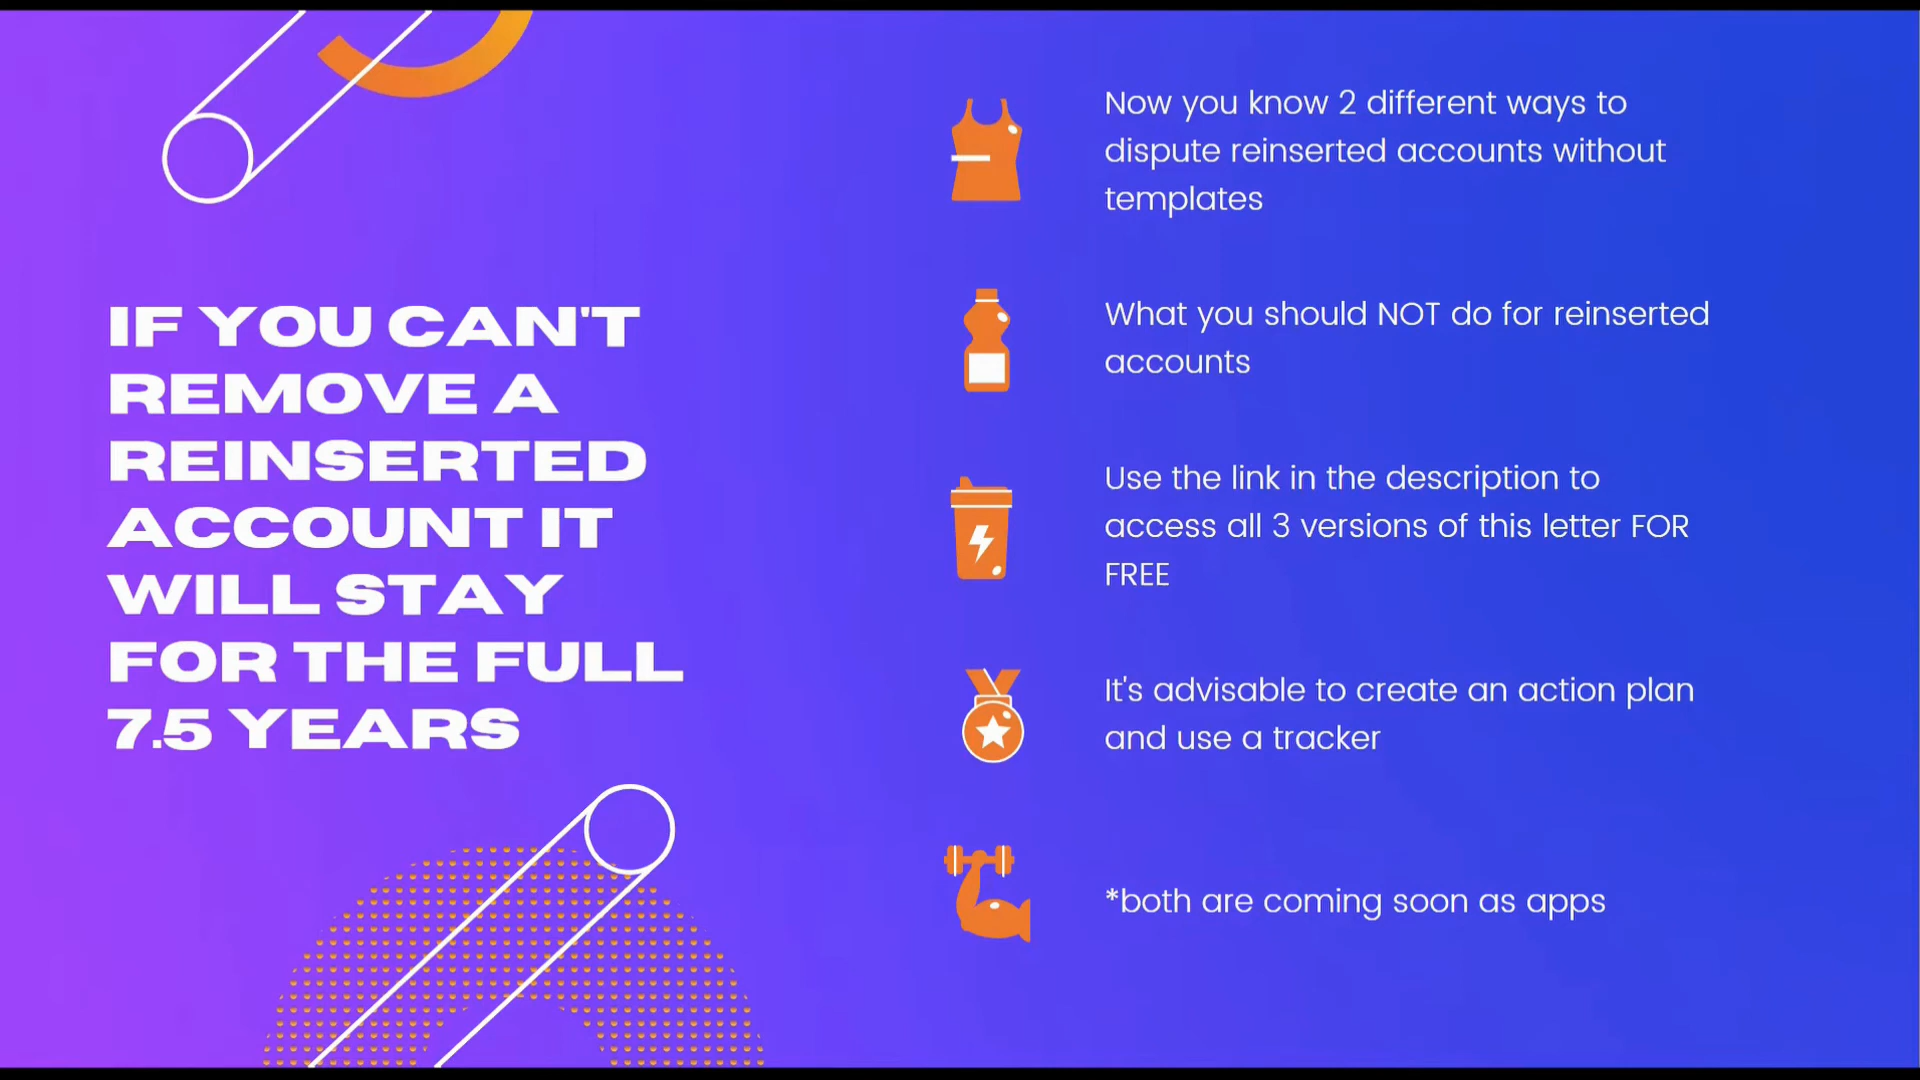 IF YOU CAN'T
REMOVE A
REINSERTED
ACCOUNT IT
WILL STAY
FOR THE FULL
7.5 YEARS
Now you know 2 different ways to
dispute reinserted accounts without
templates
What you should NOT do for reinserted
accounts
Use the link in the description to
access all 3 versions of this letter FOR
FREE
It's advisable to create an action plan
and use a tracker
*both are coming soon as apps